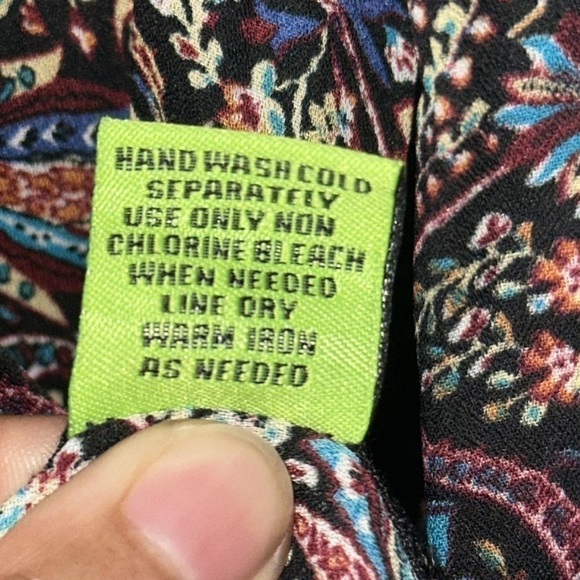 HAND WASH COLD
SEPARATELY
USE ONLY NON
CHLORINE BLEACH
WHEN NEEDED
LINE DRY
WARM IRON
AS NEEDED